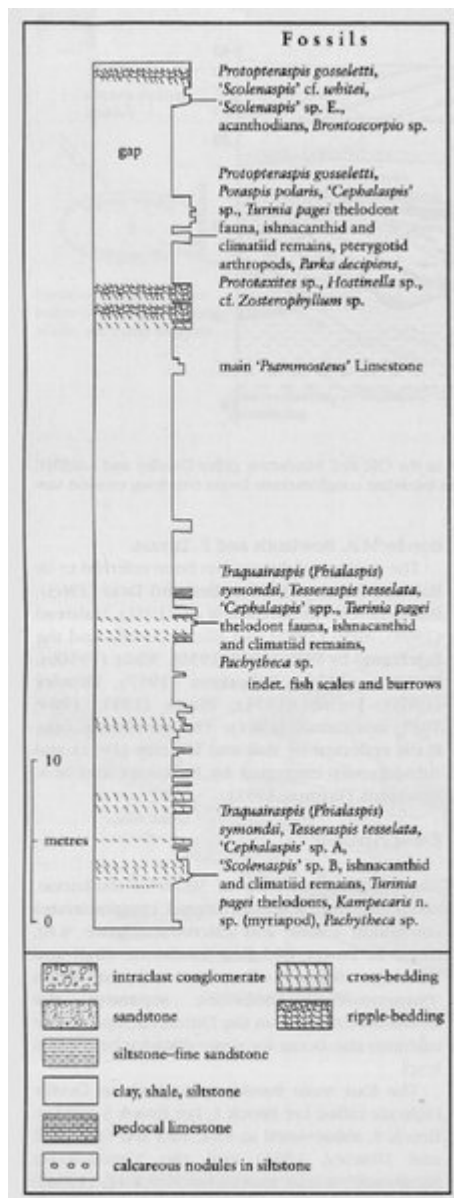 Fossils
Protopteraspis gosseletti,
'Scolenaspis' cf. whitei,
'Scolenaspis' sp. E.,
acanthodians, Brontoscorpio sp.
gap
Protopteraspis gosseletti,
Poraspis polaris, 'Cephalaspis'
sp., Turinia pagei thelodont
fauna, ishnacanthid and
climatiid remains, pterygotid
arthropods, Parka decipiens,
Prototaxites sp., Hostinella sp.,
cf. Zosterophyllum sp.
main 'Psammosteus' Limestone
Traquairaspis (Phialaspis)
symondsi, Tesseraspis tesselata,
'Cephalaspis' spp., Turinia pagei
thelodont fauna, ishnacanthid
and climatiid remains,
Pachytheca sp.
indet. fish scales and burrows
10
metres
0
Traquairaspis (Phialaspis)
symondsi, Tesseraspis tesselata,
'Cephalaspis' sp. A,
'Scolenaspis' sp. B, ishnacanthid
and climatiid remains, Turinia
pagei thelodonts, Kampecaris n.
sp. (myriapod), Pachytheca sp.
intraclast conglomerate
cross-bedding
sandstone
ripple-bedding
siltstone–fine sandstone
clay, shale, siltstone
pedocal limestone
calcareous nodules in siltstone